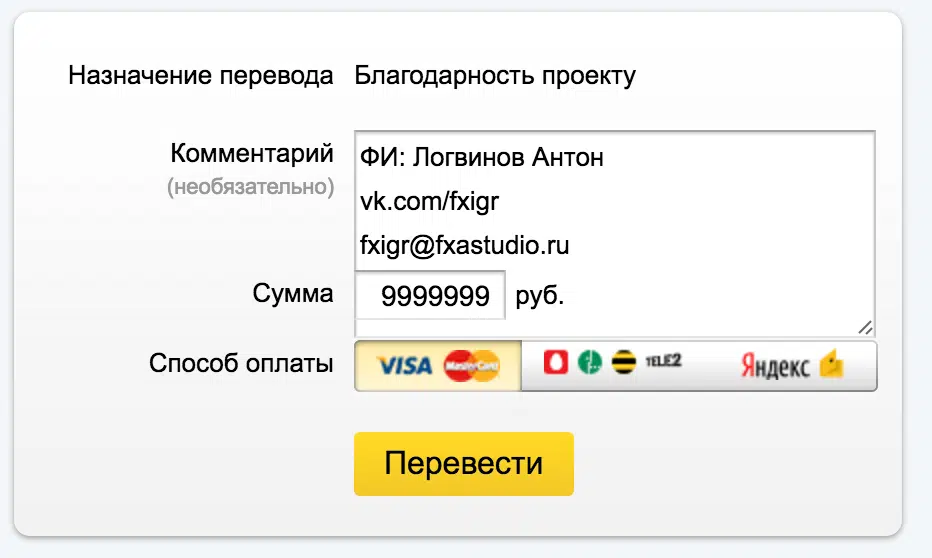 Назначение перевода Благодарность проекту
Комментарий
(необязательно)
ФИ: Логвинов Антон
vk.com/fxigr
fxigr@fxastudio.ru
Сумма 9999999 руб.
Способ оплаты VISA MasterCard TELE2 Яндекс
Перевести